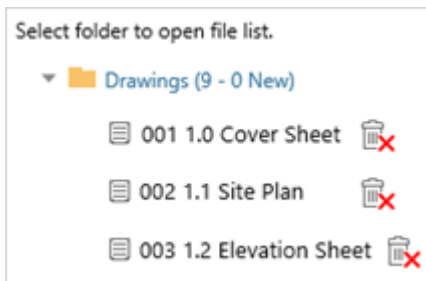 Select folder to open file list.
Drawings (9 - 0 New)
001 1.0 Cover Sheet
002 1.1 Site Plan
003 1.2 Elevation Sheet